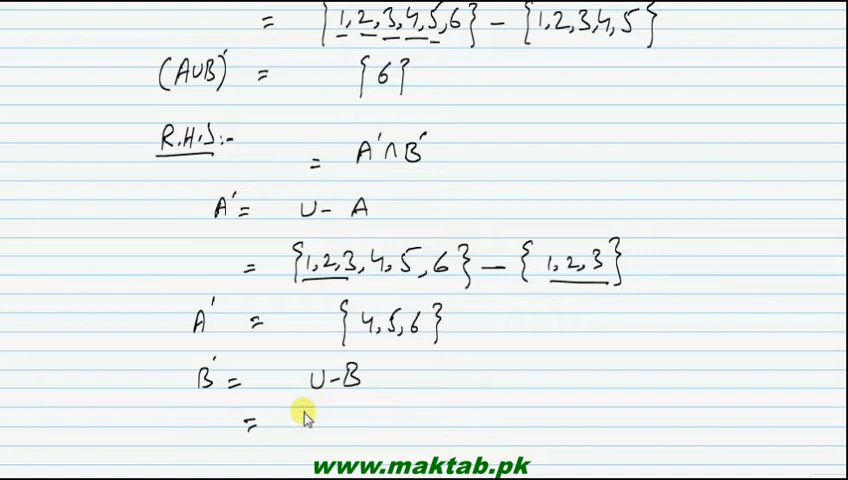 = {1,2,3,4,5,6} - {1,2,3,4,5}
(A∪B)' = {6}
R.H.S:-
= A'∩B'
A' = U - A
= {1,2,3,4,5,6} - {1,2,3}
A' = {4,5,6}
B' = U-B
=
www.maktab.pk